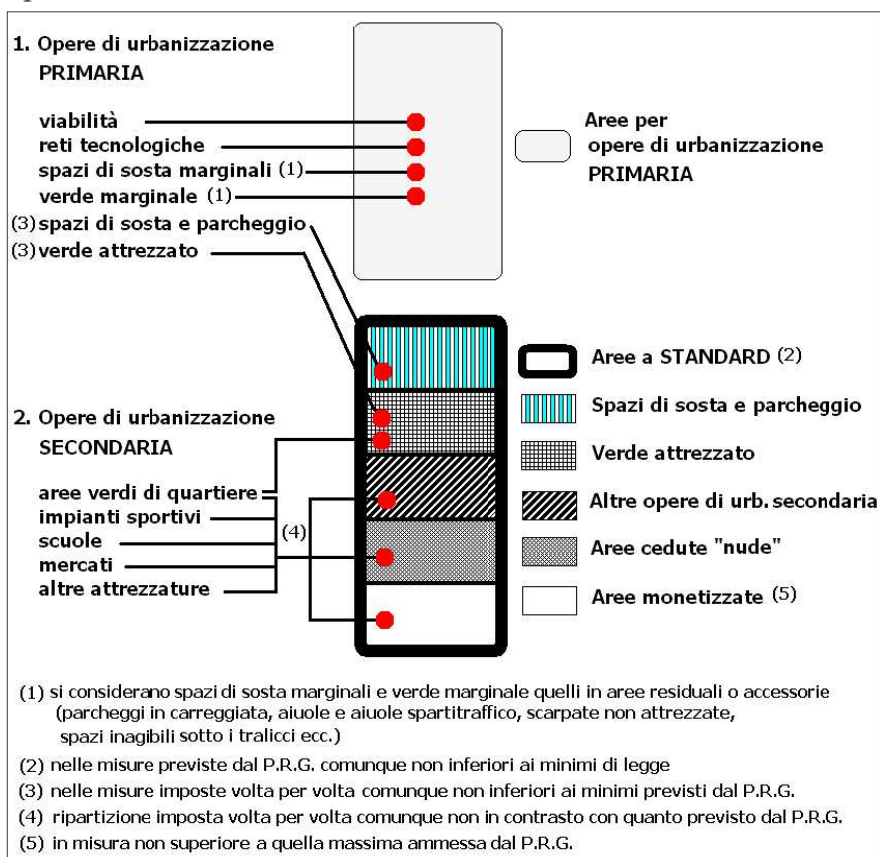 1. Opere di urbanizzazione
PRIMARIA
viabilità
reti tecnologiche
spazi di sosta marginali (1)
verde marginale (1)
(3) spazi di sosta e parcheggio
(3) verde attrezzato
Aree per
opere di urbanizzazione
PRIMARIA
2. Opere di urbanizzazione
SECONDARIA
aree verdi di quartiere
impianti sportivi
scuole
mercati
altre attrezzature
(4)
Aree a STANDARD (2)
Spazi di sosta e parcheggio
Verde attrezzato
Altre opere di urb. secondaria
Aree cedute "nude"
Aree monetizzate (5)
(1) si considerano spazi di sosta marginali e verde marginale quelli in aree residuali o accessorie
(parcheggi in carreggiata, aiuole e aiuole spartitraffico, scarpate non attrezzate,
spazi inagibili sotto i tralicci ecc.)
(2) nelle misure previste dal P.R.G. comunque non inferiori ai minimi di legge
(3) nelle misure imposte volta per volta comunque non inferiori ai minimi previsti dal P.R.G.
(4) ripartizione imposta volta per volta comunque non in contrasto con quanto previsto dal P.R.G.
(5) in misura non superiore a quella massima ammessa dal P.R.G.